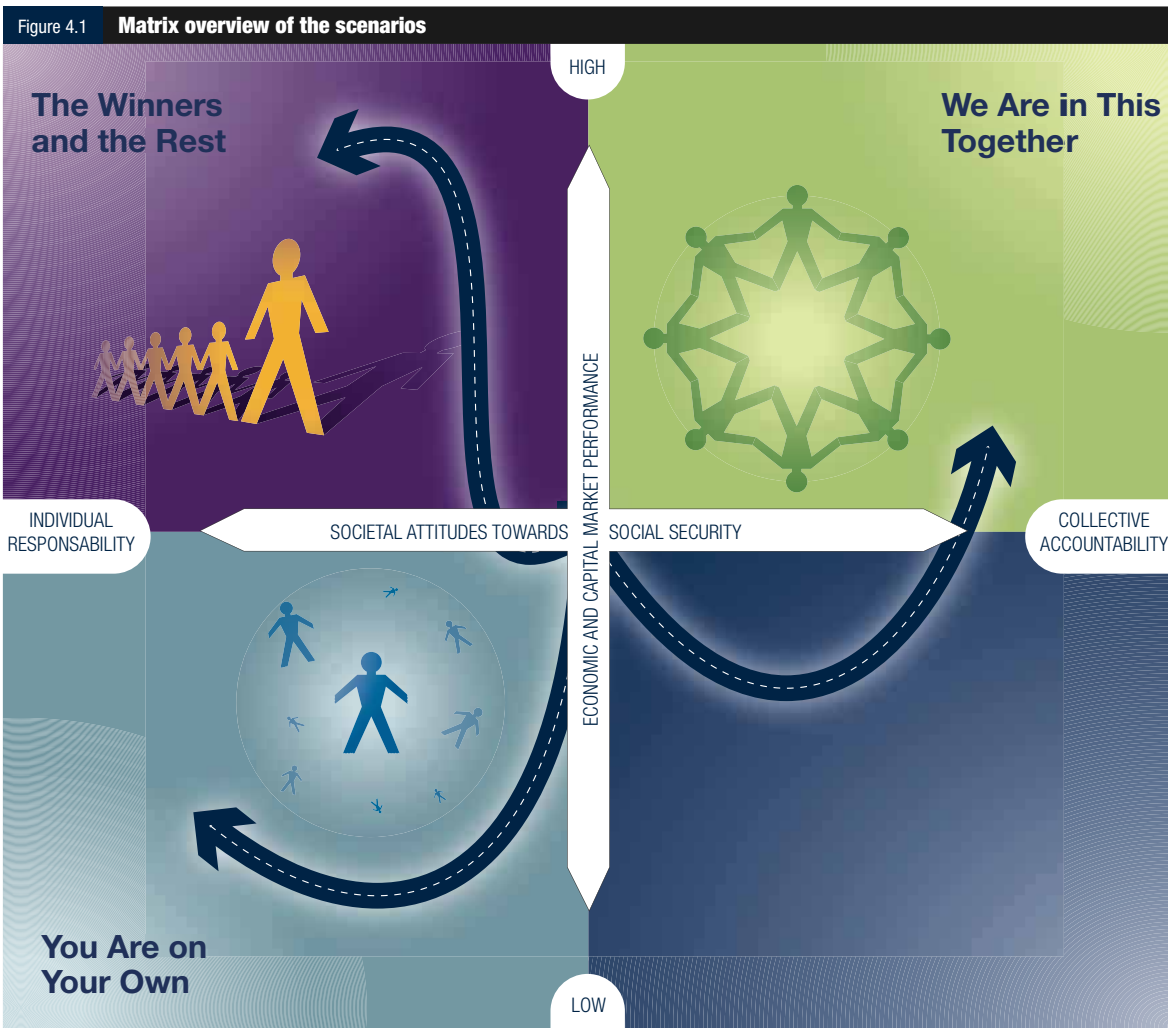 Figure 4.1 Matrix overview of the scenarios
HIGH
The Winners
and the Rest
We Are in This
Together
ECONOMIC AND CAPITAL MARKET PERFORMANCE
INDIVIDUAL
RESPONSABILITY
SOCIETAL ATTITUDES TOWARDS SOCIAL SECURITY
COLLECTIVE
ACCOUNTABILITY
You Are on
Your Own
LOW